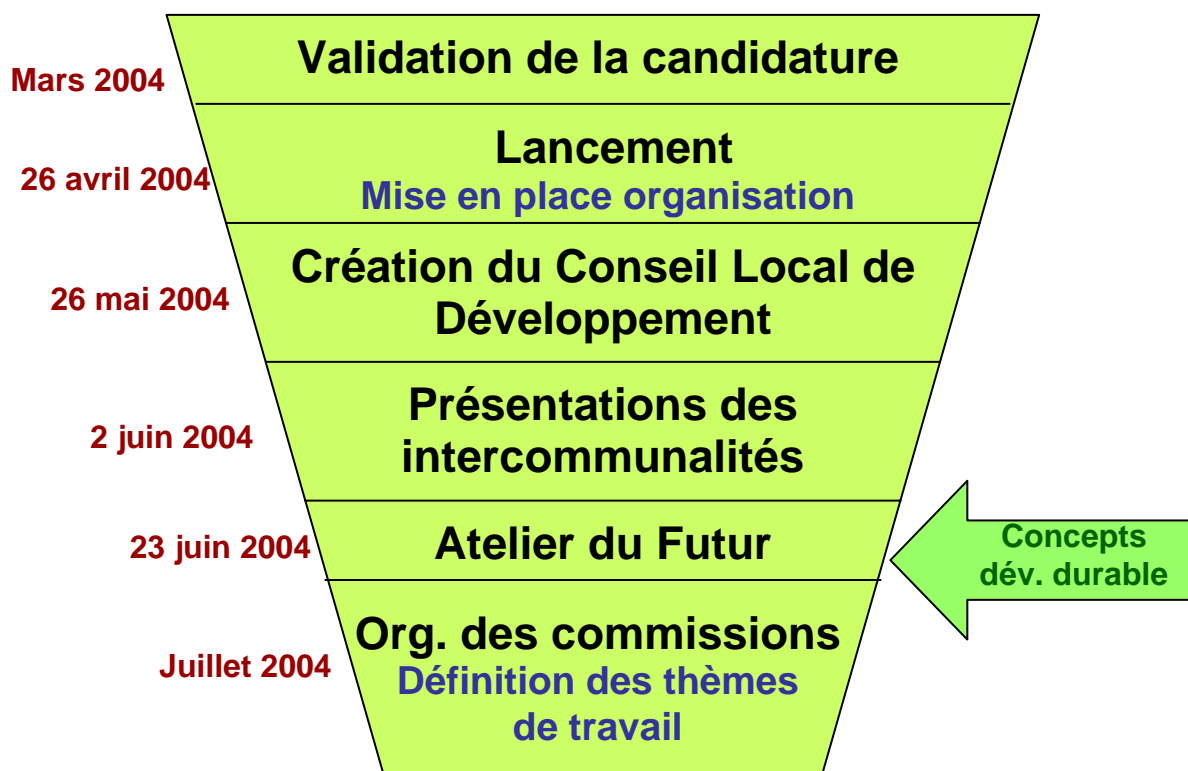 Validation de la candidature
Mars 2004
Lancement
Mise en place organisation
26 avril 2004
Création du Conseil Local de
Développement
26 mai 2004
Présentations des
intercommunalités
2 juin 2004
Atelier du Futur
23 juin 2004
Concepts
dév. durable
Org. des commissions
Définition des thèmes
de travail
Juillet 2004